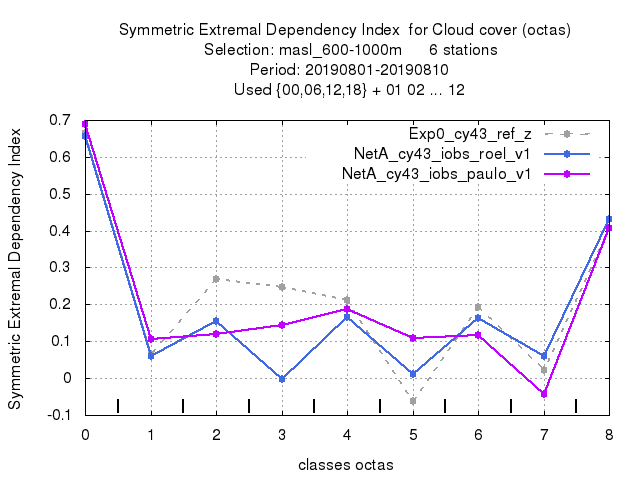 Symmetric Extremal Dependency Index  for Cloud cover (octas)
Selection: masl_600-1000m      6 stations
Period: 20190801-20190810
Used {00,06,12,18} + 01 02 ... 12
Symmetric Extremal Dependency Index
0.7
0.6
0.5
0.4
0.3
0.2
0.1
0
-0.1
Exp0_cy43_ref_z
NetA_cy43_iobs_roel_v1
NetA_cy43_iobs_paulo_v1
0 1 2 3 4 5 6 7 8
classes octas